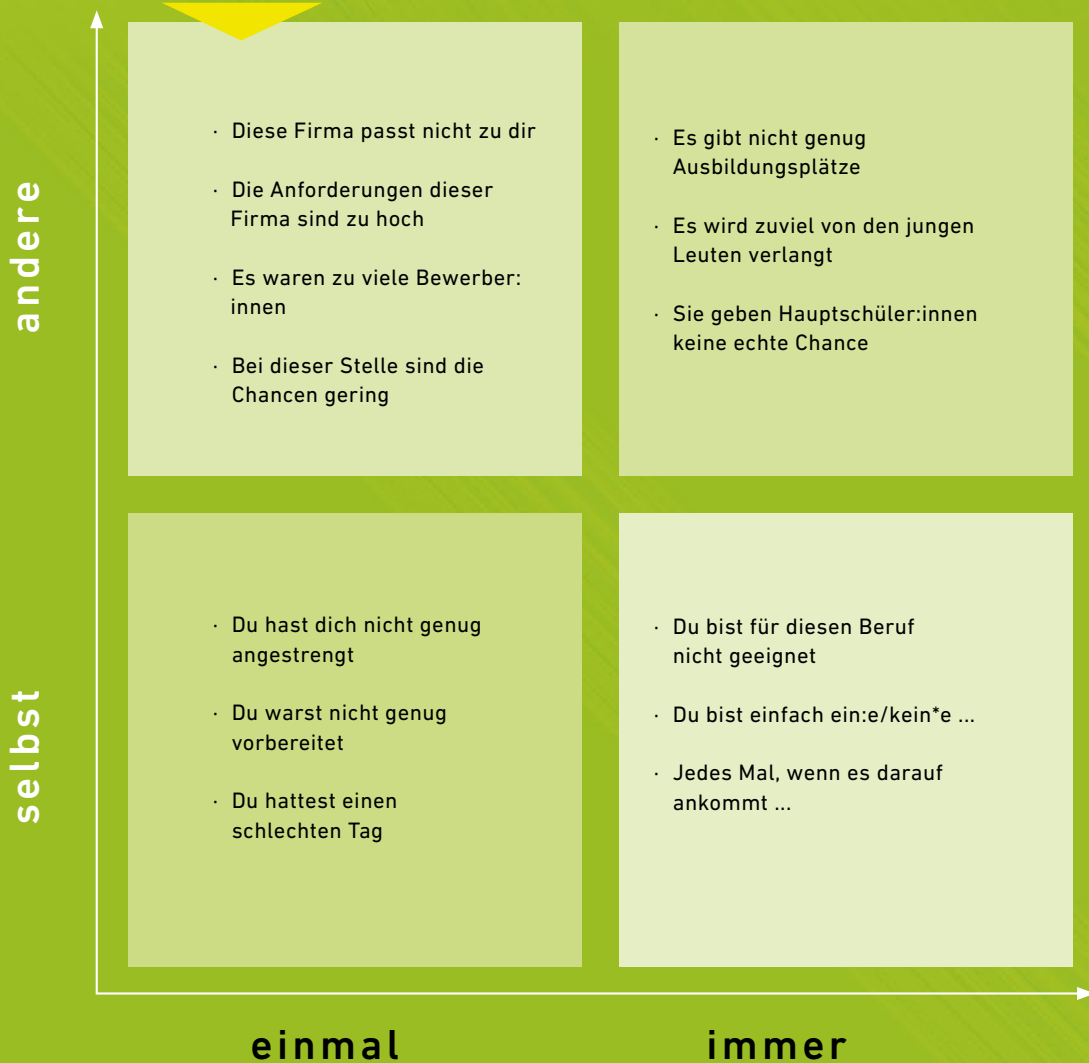 andere
· Diese Firma passt nicht zu dir
· Die Anforderungen dieser
Firma sind zu hoch
· Es waren zu viele Bewerber:
innen
· Bei dieser Stelle sind die
Chancen gering
· Es gibt nicht genug
Ausbildungsplätze
· Es wird zuviel von den jungen
Leuten verlangt
· Sie geben Hauptschüler:innen
keine echte Chance
selbst
· Du hast dich nicht genug
angestrengt
· Du warst nicht genug
vorbereitet
· Du hattest einen
schlechten Tag
· Du bist für diesen Beruf
nicht geeignet
· Du bist einfach ein:e/kein*e ...
· Jedes Mal, wenn es darauf
ankommt ...
einmal
immer